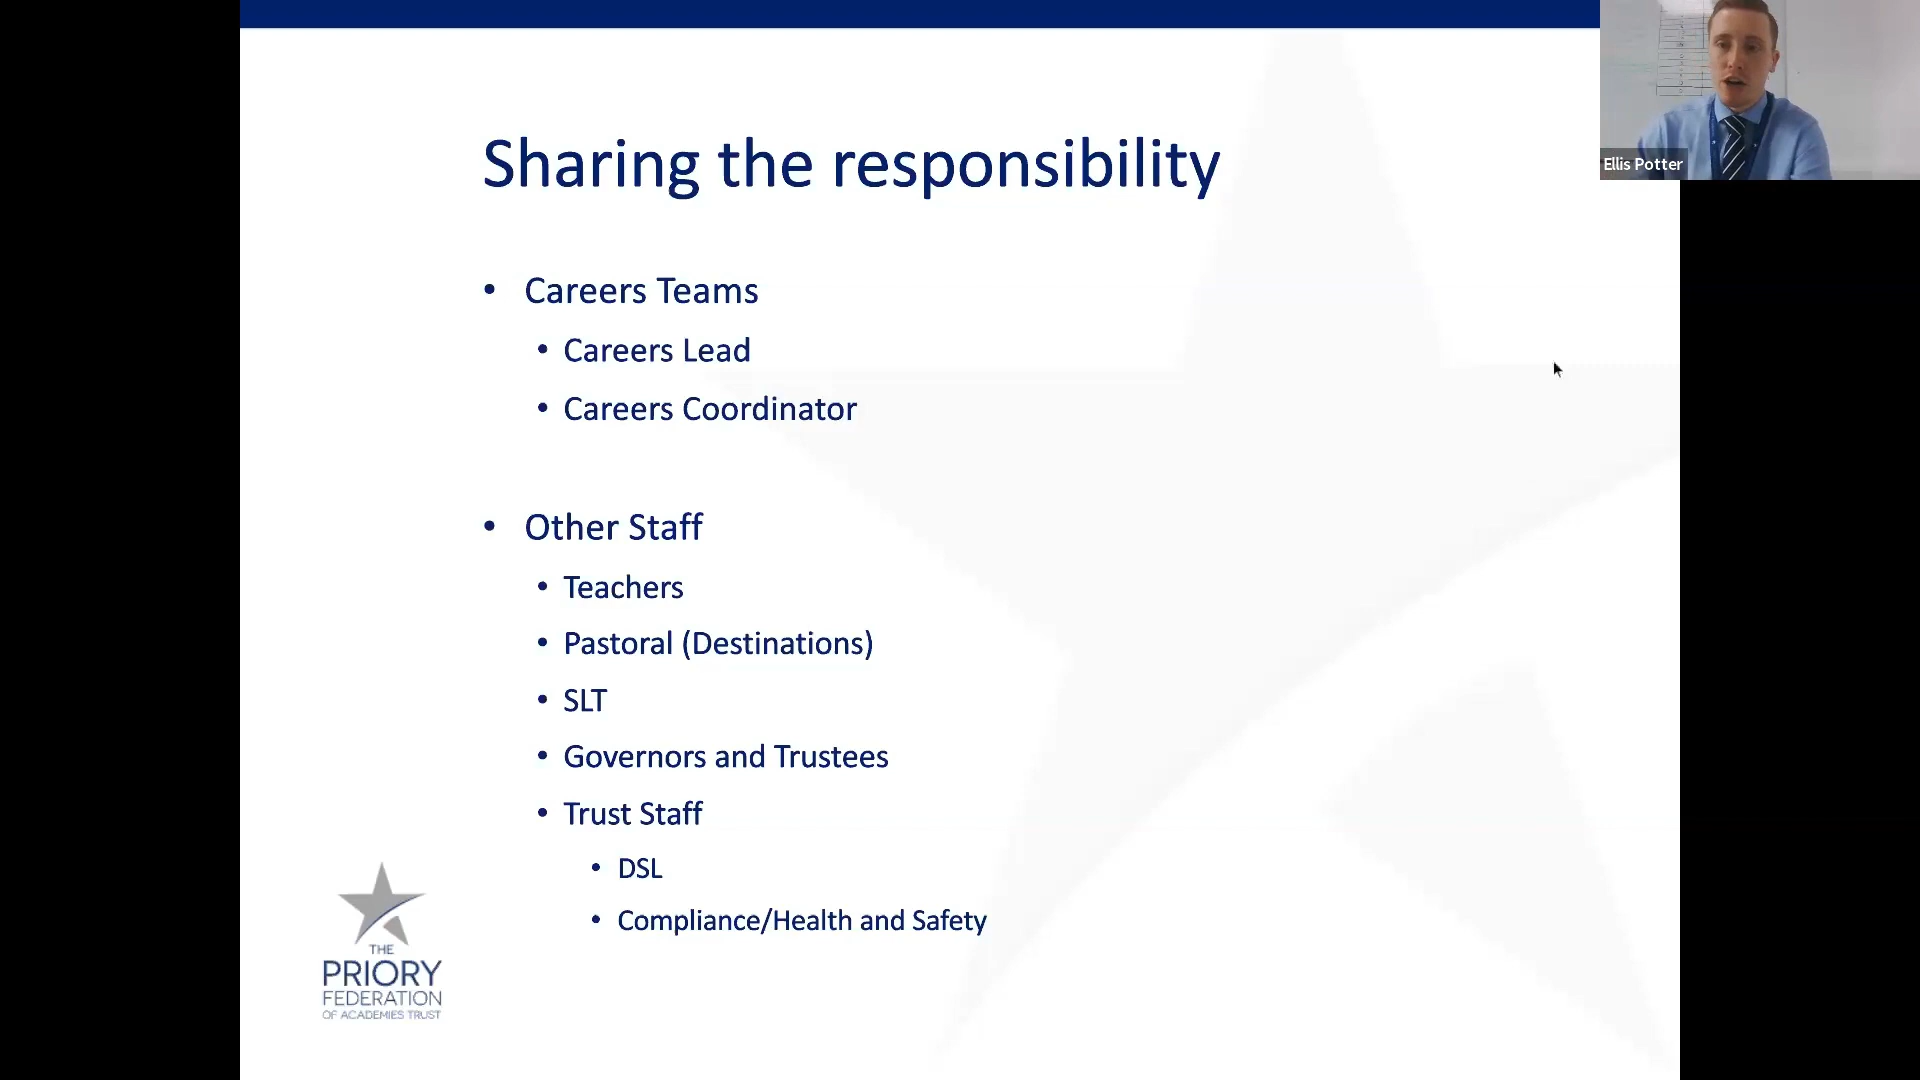 Sharing the responsibility
Ellis Potter
• Careers Teams
• Careers Lead
• Careers Coordinator
• Other Staff
• Teachers
• Pastoral (Destinations)
• SLT
• Governors and Trustees
• Trust Staff
• DSL
• Compliance/Health and Safety
THE
PRIORY
FEDERATION
OF ACADEMIES TRUST